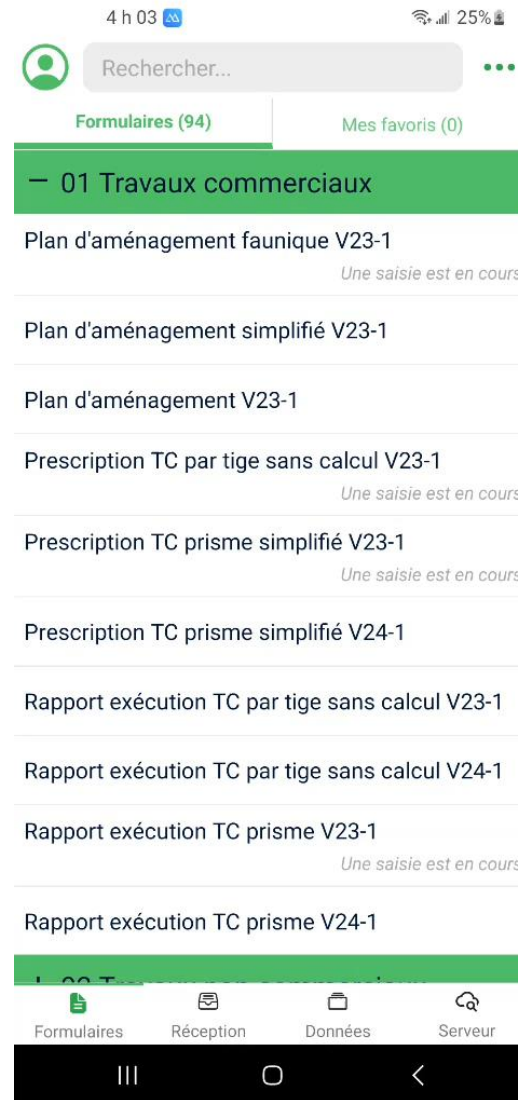 4 h 03
25%
Rechercher...
Formulaires (94)
Mes favoris (0)
01 Travaux commerciaux
Plan d'aménagement faunique V23-1
Une saisie est en cours
Plan d'aménagement simplifié V23-1
Plan d'aménagement V23-1
Prescription TC par tige sans calcul V23-1
Une saisie est en cours
Prescription TC prisme simplifié V23-1
Une saisie est en cours
Prescription TC prisme simplifié V24-1
Rapport exécution TC par tige sans calcul V23-1
Rapport exécution TC par tige sans calcul V24-1
Rapport exécution TC prisme V23-1
Une saisie est en cours
Rapport exécution TC prisme V24-1
Formulaires
Réception
Données
Serveur